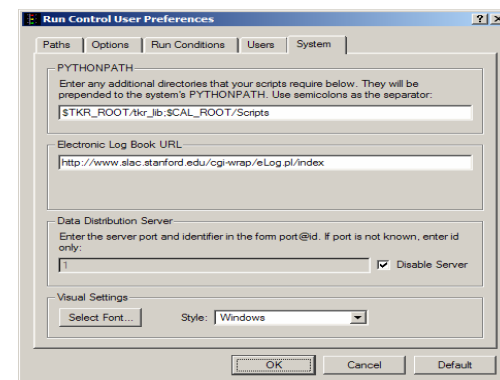 Run Control User Preferences
Paths Options Run Conditions Users System
PYTHONPATH
Enter any additional directories that your scripts require below. They will be
prepended to the system's PYTHONPATH. Use semicolons as the separator:
$TKR_ROOT/tkr_lib;$CAL_ROOT/Scripts
Electronic Log Book URL
http://www.slac.stanford.edu/cgi-wrap/eLog.pl/index
Data Distribution Server
Enter the server port and identifier in the form port@id. If port is not known, enter id
only:
1 Disable Server
Visual Settings
Select Font... Style: Windows
OK Cancel Default